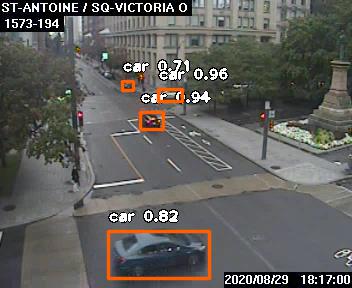 ST-ANTOINE / SQ-VICTORIA O
1573-194
car 0.71
car 0.96
car 0.94
car 0.82
2020/08/29 18:17:00